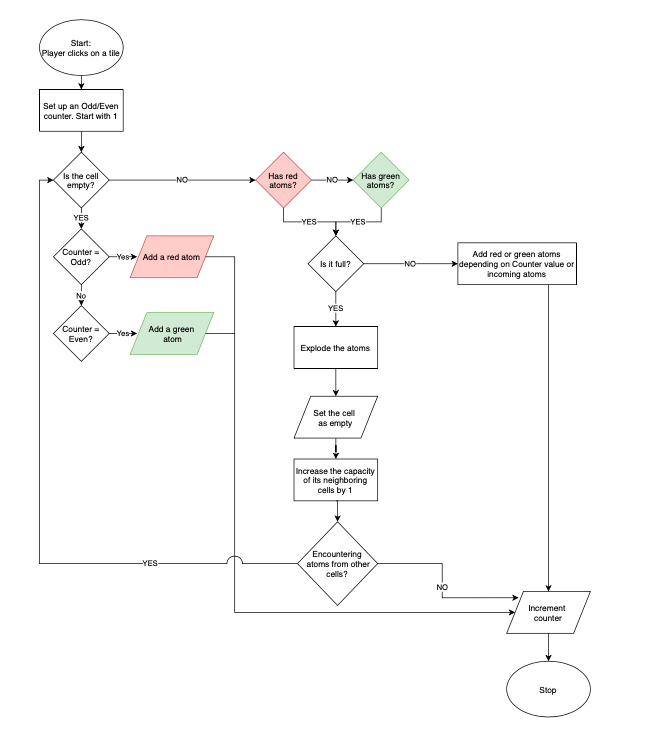 Start:
Player clicks on a tile
Set up an Odd/Even
counter. Start with 1
Is the cell
empty?
NO
Has red
atoms?
NO
Has green
atoms?
YES
YES
YES
Counter =
Odd?
Yes
Add a red atom
Is it full?
NO
Add red or green atoms
depending on Counter value or
incoming atoms
No
YES
Counter =
Even?
Yes
Add a green
atom
Explode the atoms
Set the cell
as empty
Increase the capacity
of its neighboring
cells by 1
Encountering
atoms from other
cells?
YES
NO
Increment
counter
Stop